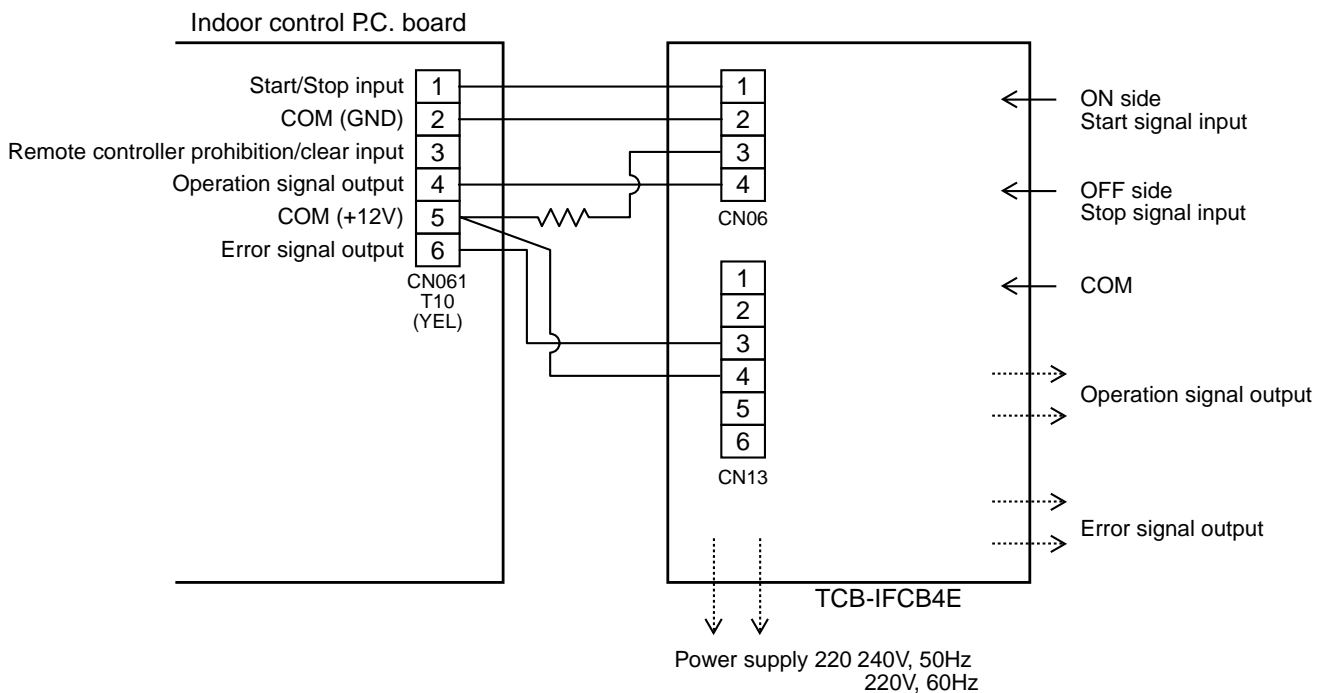 Indoor control P.C. board
Start/Stop input 1
COM (GND) 2
Remote controller prohibition/clear input 3
Operation signal output 4
COM (+12V) 5
Error signal output 6
CN061
T10
(YEL)
1
2
3
4
CN06
1
2
3
4
5
6
CN13
ON side
Start signal input
OFF side
Stop signal input
COM
Operation signal output
Error signal output
TCB-IFCB4E
Power supply 220 240V, 50Hz
220V, 60Hz